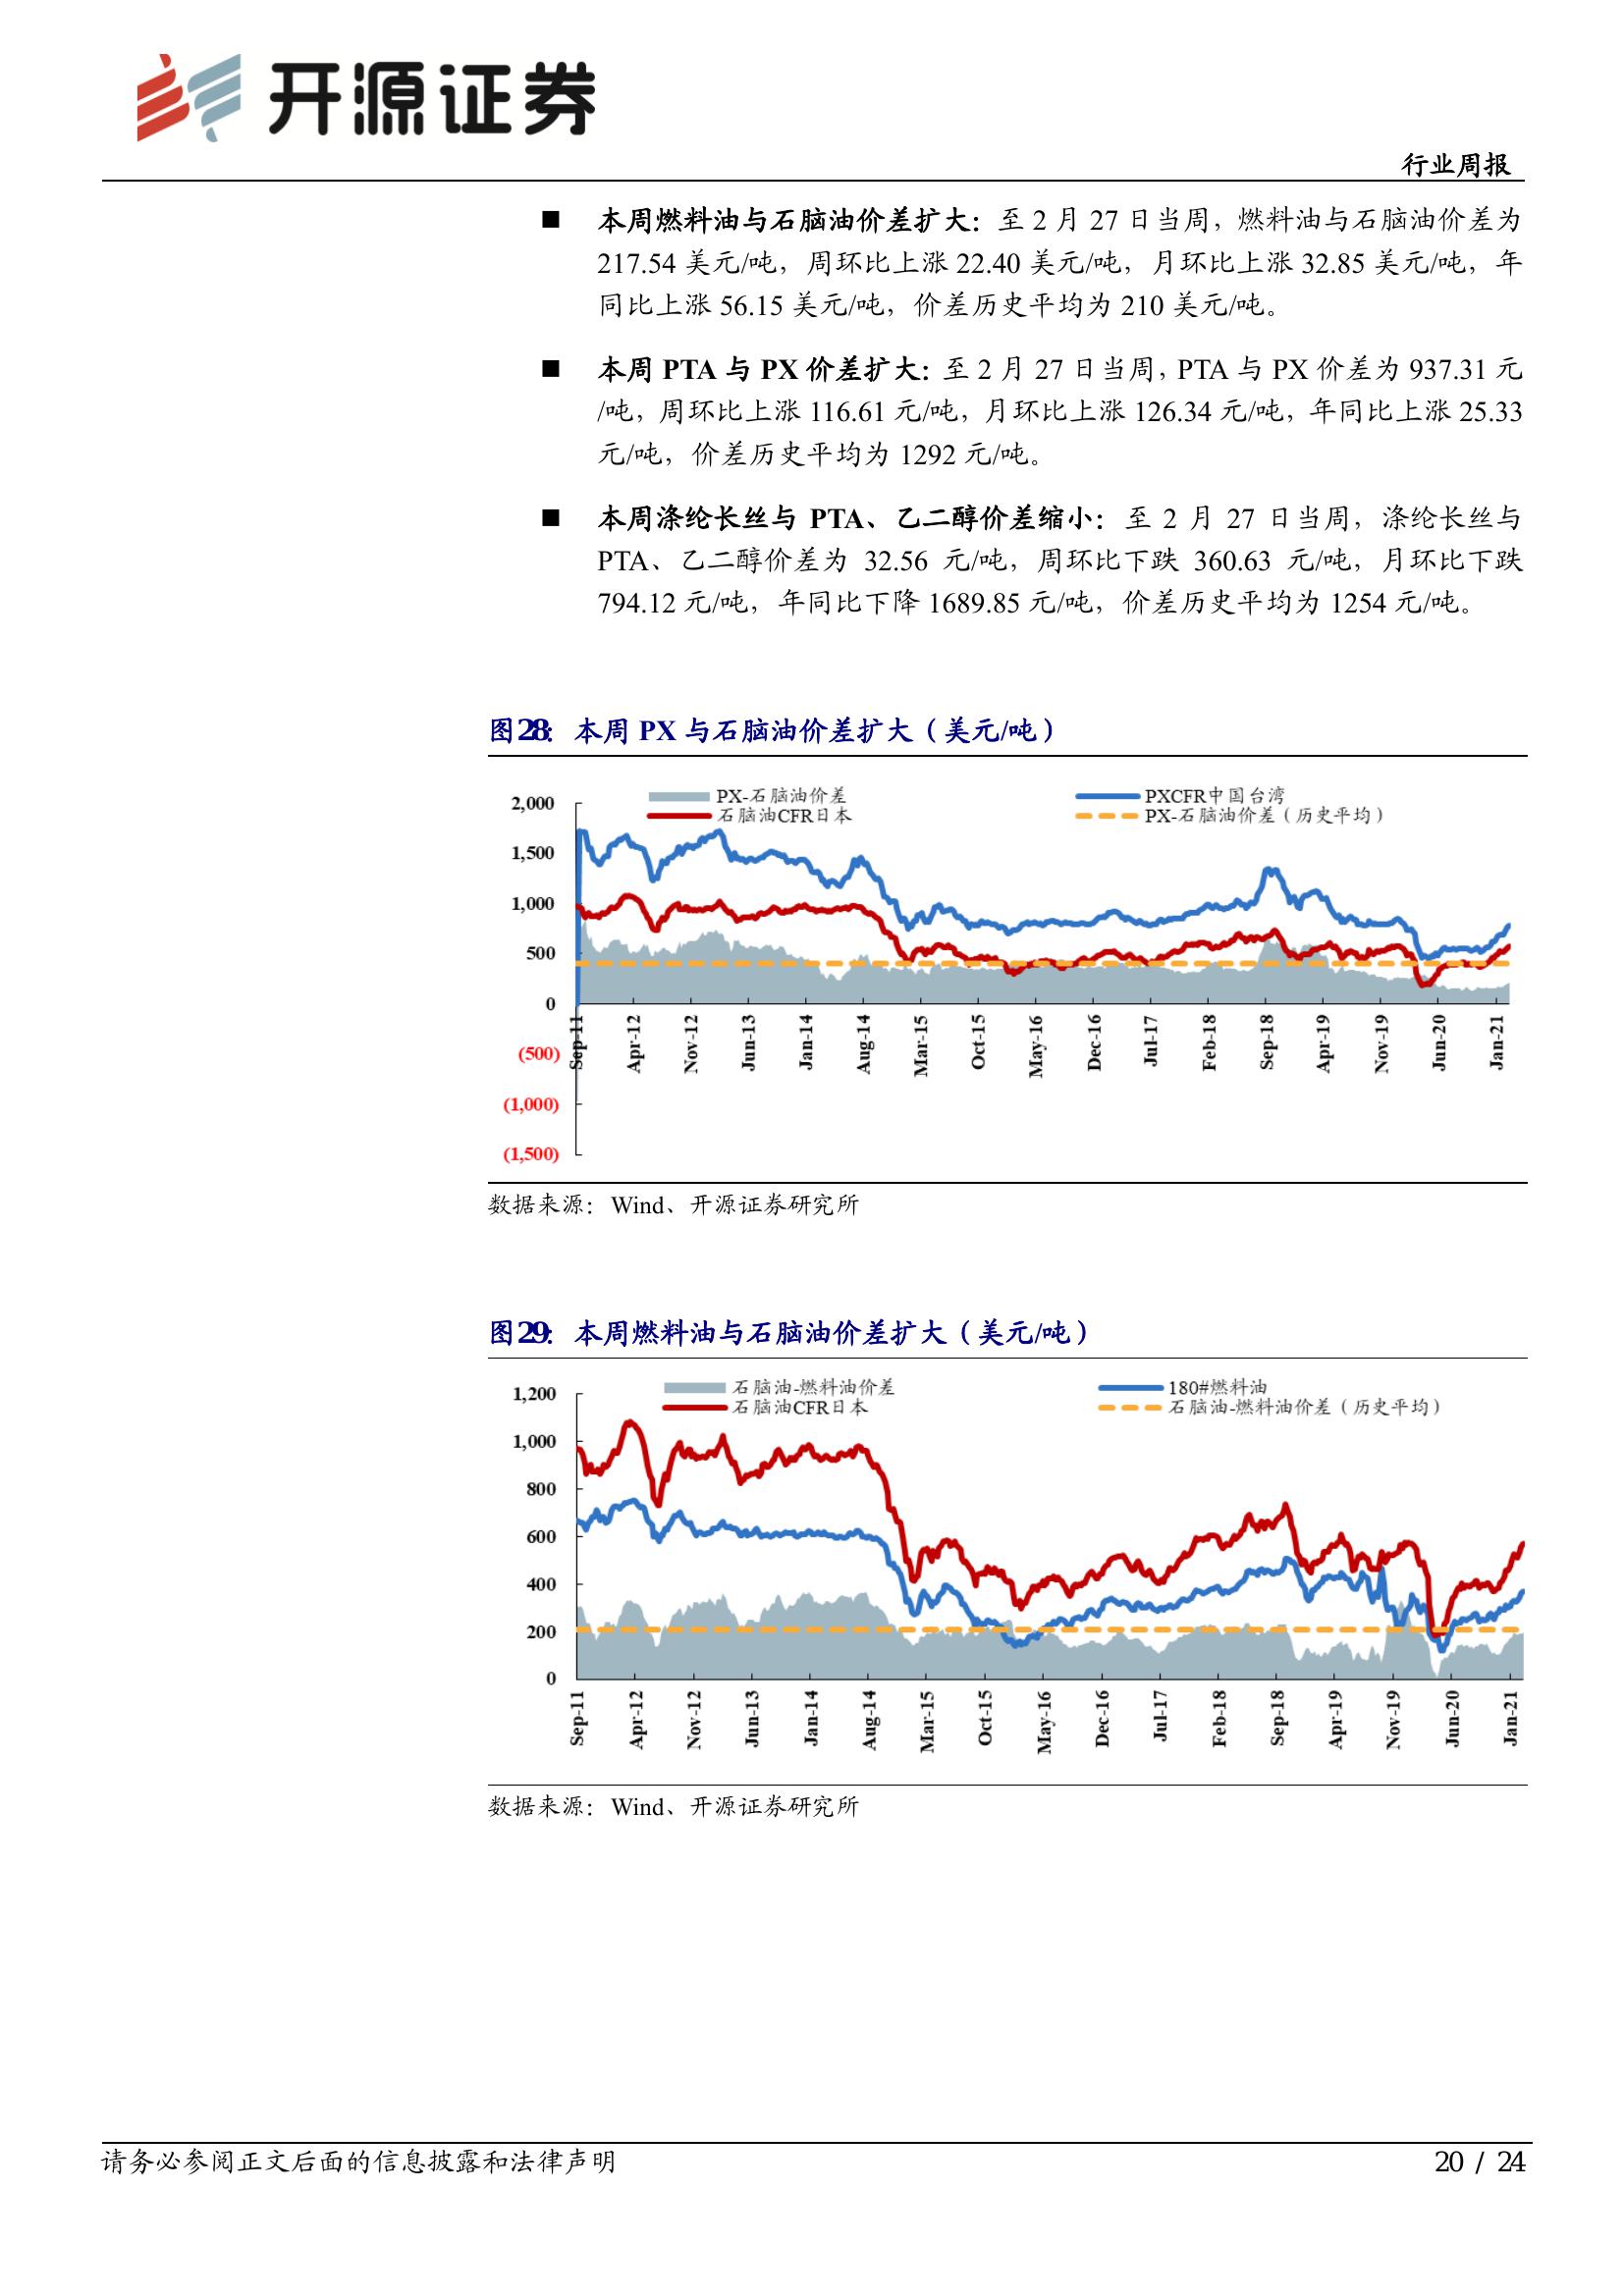 开源证券
行业周报
■ 本周燃料油与石脑油价差扩大：至 2 月 27 日当周，燃料油与石脑油价差为
217.54 美元/吨，周环比上涨 22.40 美元/吨，月环比上涨 32.85 美元/吨，年
同比上涨 56.15 美元/吨，价差历史平均为 210 美元/吨。
■ 本周 PTA 与 PX 价差扩大：至 2 月 27 日当周，PTA 与 PX 价差为 937.31 元
/吨，周环比上涨 116.61 元/吨，月环比上涨 126.34 元/吨，年同比上涨 25.33
元/吨，价差历史平均为 1292 元/吨。
■ 本周涤纶长丝与 PTA、乙二醇价差缩小：至 2 月 27 日当周，涤纶长丝与
PTA、乙二醇价差为 32.56 元/吨，周环比下跌 360.63 元/吨，月环比下跌
794.12 元/吨，年同比下降 1689.85 元/吨，价差历史平均为 1254 元/吨。
图28：本周 PX 与石脑油价差扩大（美元/吨）
PX-石脑油价差 PXCFR中国台湾
石脑油CFR日本 PX-石脑油价差（历史平均）
2,000
1,500
1,000
500
0
(500)
(1,000)
(1,500)
Sep-11 Apr-12 Nov-12 Jun-13 Jan-14 Aug-14 Mar-15 Oct-15 May-16 Dec-16 Jul-17 Feb-18 Sep-18 Apr-19 Nov-19 Jun-20 Jan-21
数据来源：Wind、开源证券研究所
图29：本周燃料油与石脑油价差扩大（美元/吨）
石脑油-燃料油价差 180#燃料油
石脑油CFR日本 石脑油-燃料油价差（历史平均）
1,200
1,000
800
600
400
200
0
Sep-11 Apr-12 Nov-12 Jun-13 Jan-14 Aug-14 Mar-15 Oct-15 May-16 Dec-16 Jul-17 Feb-18 Sep-18 Apr-19 Nov-19 Jun-20 Jan-21
数据来源：Wind、开源证券研究所
请务必参阅正文后面的信息披露和法律声明
20 / 24